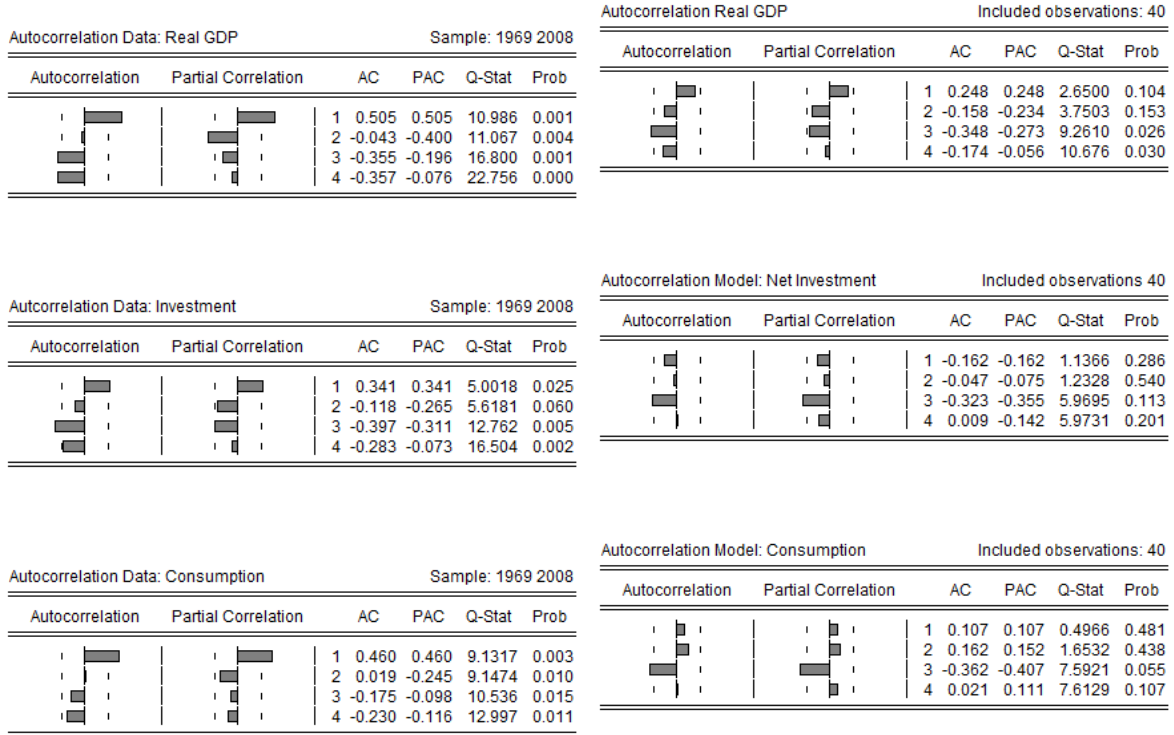 Autocorrelation Data: Real GDP Sample: 1969 2008
Autocorrelation Partial Correlation AC PAC Q-Stat Prob
1 0.505 0.505 10.986 0.001
2 -0.043 -0.400 11.067 0.004
3 -0.355 -0.196 16.800 0.001
4 -0.357 -0.076 22.756 0.000
Autocorrelation Real GDP Included observations: 40
Autocorrelation Partial Correlation AC PAC Q-Stat Prob
1 0.248 0.248 2.6500 0.104
2 -0.158 -0.234 3.7503 0.153
3 -0.348 -0.273 9.2610 0.026
4 -0.174 -0.056 10.676 0.030
Autcorrelation Data: Investment Sample: 1969 2008
Autocorrelation Partial Correlation AC PAC Q-Stat Prob
1 0.341 0.341 5.0018 0.025
2 -0.118 -0.265 5.6181 0.060
3 -0.397 -0.311 12.762 0.005
4 -0.283 -0.073 16.504 0.002
Autocorrelation Model: Net Investment Included observations 40
Autocorrelation Partial Correlation AC PAC Q-Stat Prob
1 -0.162 -0.162 1.1366 0.286
2 -0.047 -0.075 1.2328 0.540
3 -0.323 -0.355 5.9695 0.113
4 0.009 -0.142 5.9731 0.201
Autocorrelation Data: Consumption Sample: 1969 2008
Autocorrelation Partial Correlation AC PAC Q-Stat Prob
1 0.460 0.460 9.1317 0.003
2 0.019 -0.245 9.1474 0.010
3 -0.175 -0.098 10.536 0.015
4 -0.230 -0.116 12.997 0.011
Autocorrelation Model: Consumption Included observations: 40
Autocorrelation Partial Correlation AC PAC Q-Stat Prob
1 0.107 0.107 0.4966 0.481
2 0.162 0.152 1.6532 0.438
3 -0.362 -0.407 7.5921 0.055
4 0.021 0.111 7.6129 0.107